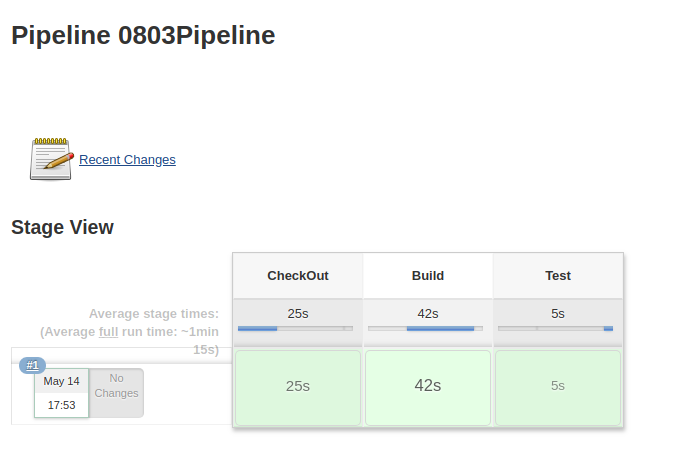 Pipeline 0803Pipeline
Recent Changes
Stage View
CheckOut Build Test
Average stage times: 25s 42s 5s
(Average full run time: ~1min
15s)
#1
May 14 No
Changes
17:53
25s 42s 5s